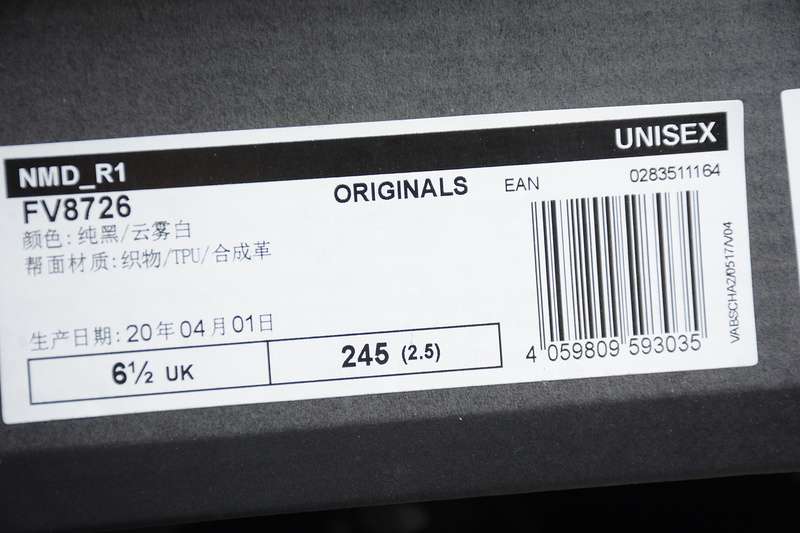 NMD_R1
UNISEX
FV8726
ORIGINALS
EAN
0283511164
颜色:纯黑/云雾白
帮面材质:织物/TPU/合成革
生产日期:20年04月01日
6½ UK
245 (2.5)
4 059809 593035
VABSCHA2/0517/V04